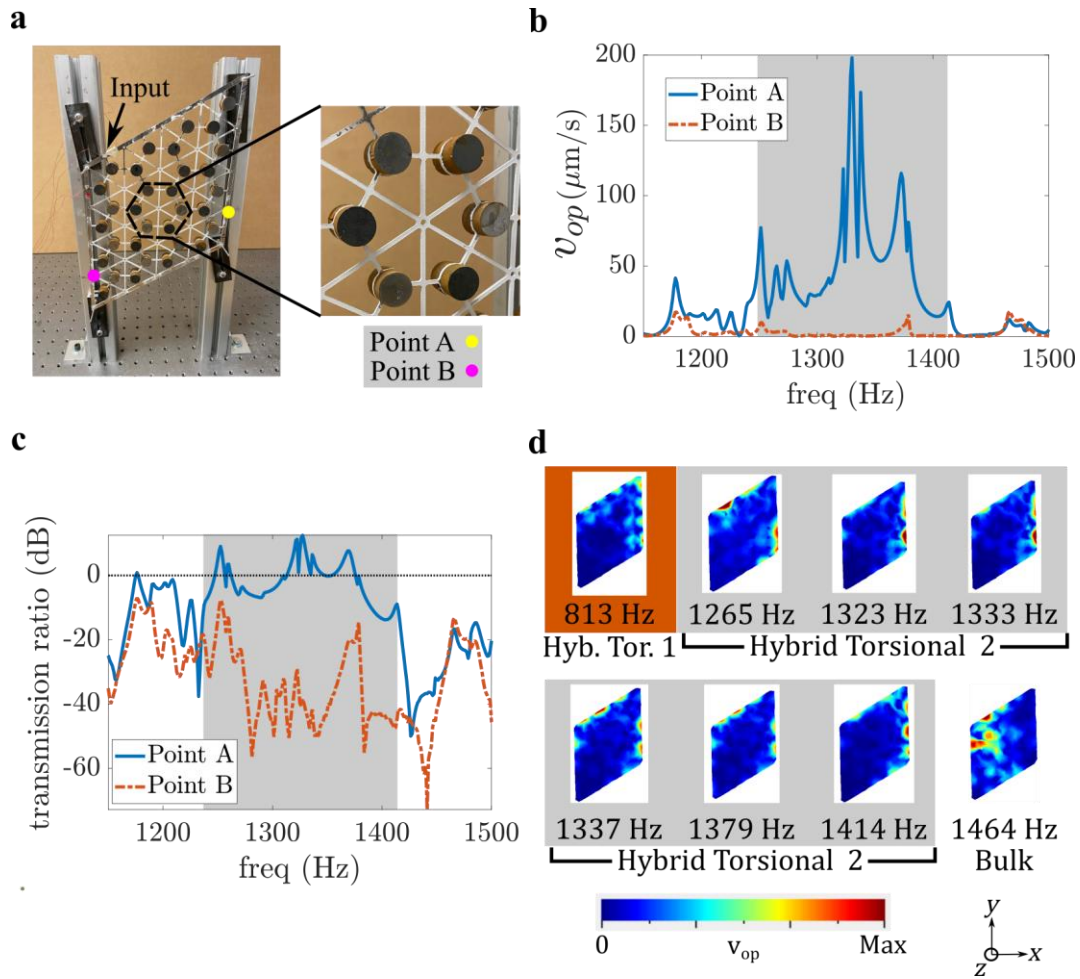 a
Input
Point A
Point B
b
200
150
100
50
0
v_op (μm/s)
Point A
Point B
1200 1300 1400 1500
freq (Hz)
c
0
-20
-40
-60
transmission ratio (dB)
Point A
Point B
1200 1300 1400 1500
freq (Hz)
d
813 Hz 1265 Hz 1323 Hz 1333 Hz
Hyb. Tor. 1 Hybrid Torsional 2
1337 Hz 1379 Hz 1414 Hz 1464 Hz
Hybrid Torsional 2 Bulk
0 v_op Max
y
z x